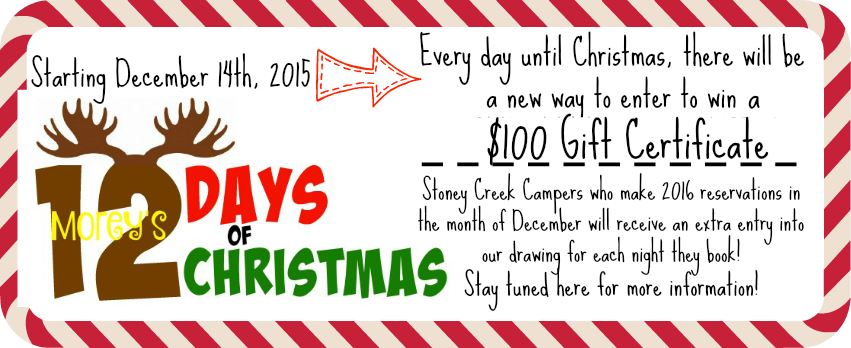 Starting December 14th, 2015
Morey's
12 DAYS
OF
CHRISTMAS
Every day until Christmas, there will be
a new way to enter to win a
$100 Gift Certificate
Stoney Creek Campers who make 2016 reservations in
the month of December will receive an extra entry into
our drawing for each night they book!
Stay tuned here for more information!